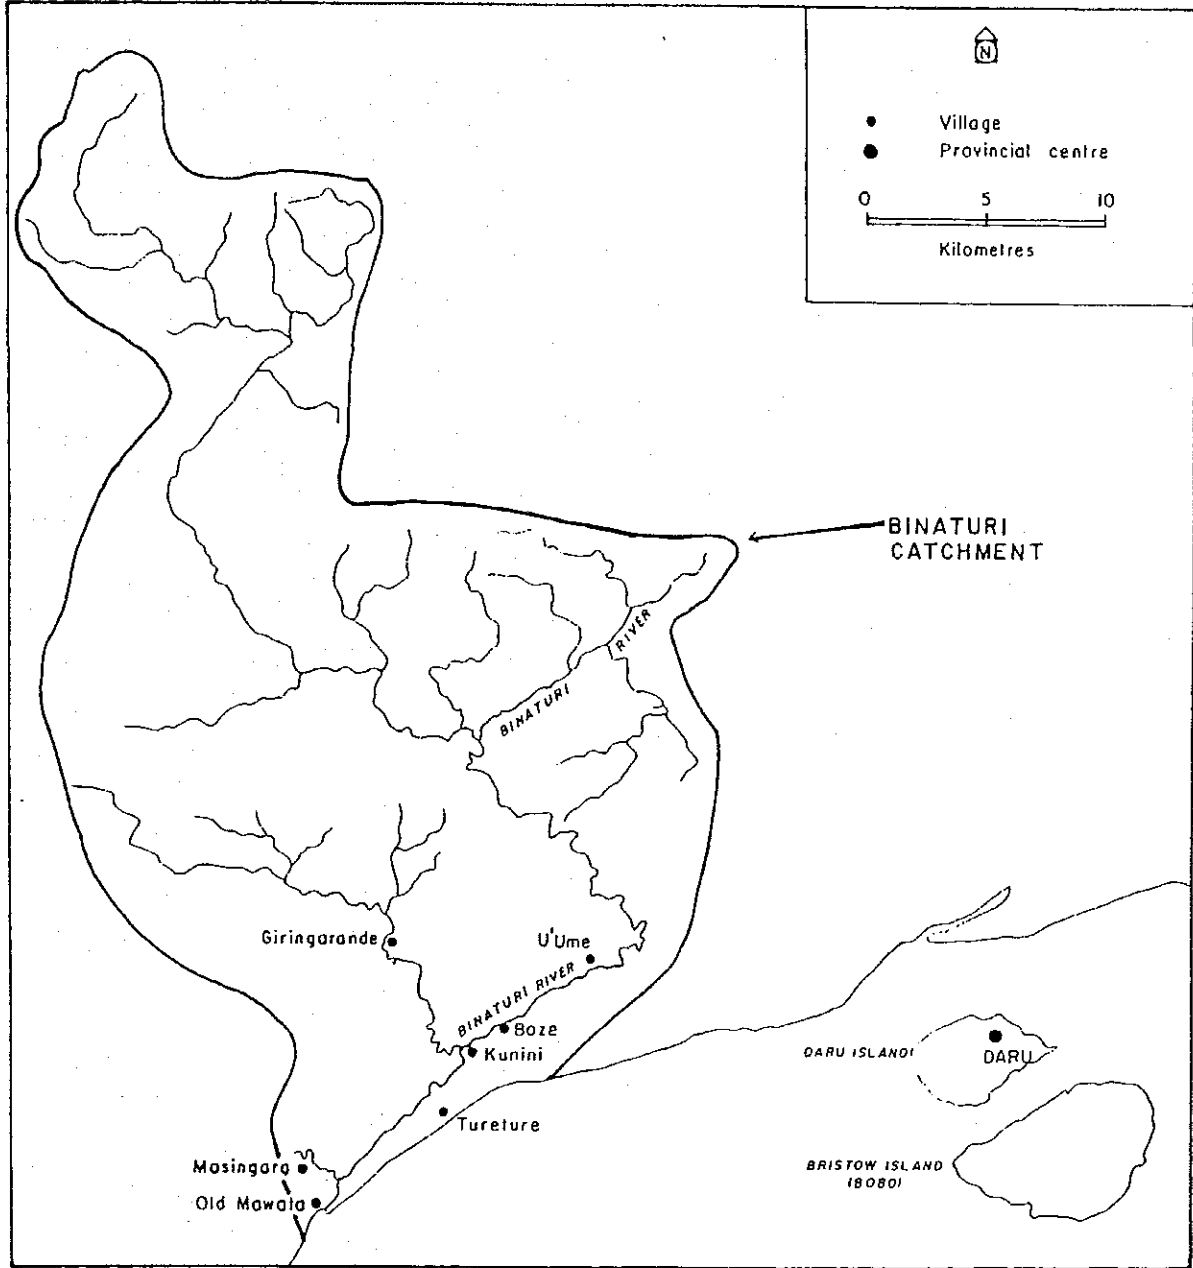 N
Village
Provincial centre
0 5 10
Kilometres
BINATURI
CATCHMENT
BINATURI RIVER
Giringarande
U'Ume
BINATURI RIVER
Boze
Kunini
Tureture
Masingara
Old Mawata
DARU ISLAND
DARU
BRISTOW ISLAND
(BOBO)